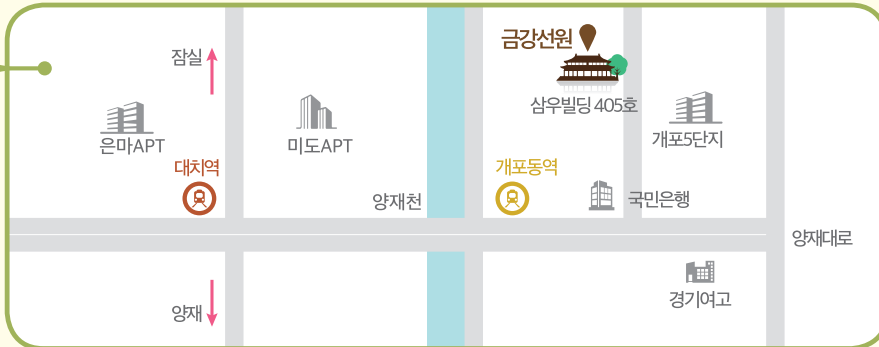 금강선원
잠실
삼우빌딩 405호
은마APT
미도APT
개포5단지
대치역
개포동역
양재천
국민은행
양재대로
양재
경기여고